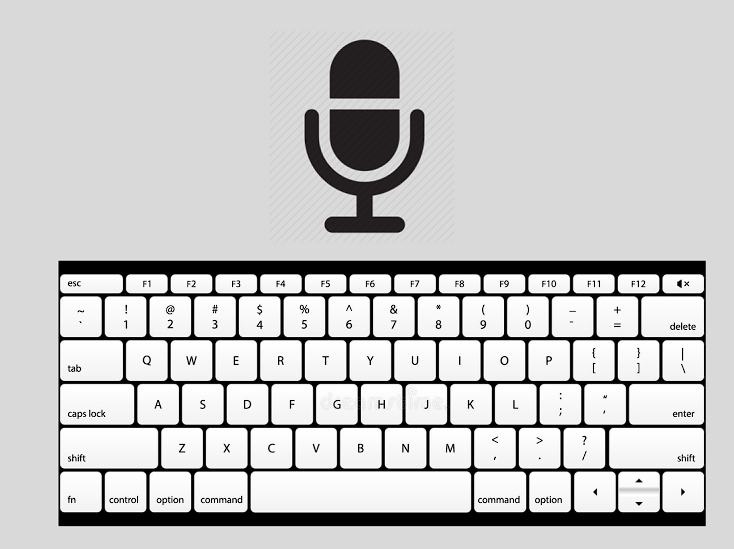 esc F1 F2 F3 F4 F5 F6 F7 F8 F9 F10 F11 F12
~ ! @ # $ % ^ & * ( ) _ +
` 1 2 3 4 5 6 7 8 9 0 - = delete
tab Q W E R T Y U I O P { [ } ] | \
caps lock A S D F G H J K L : ; " ' enter
shift Z X C V B N M < , > . ? / shift
fn control option command command option